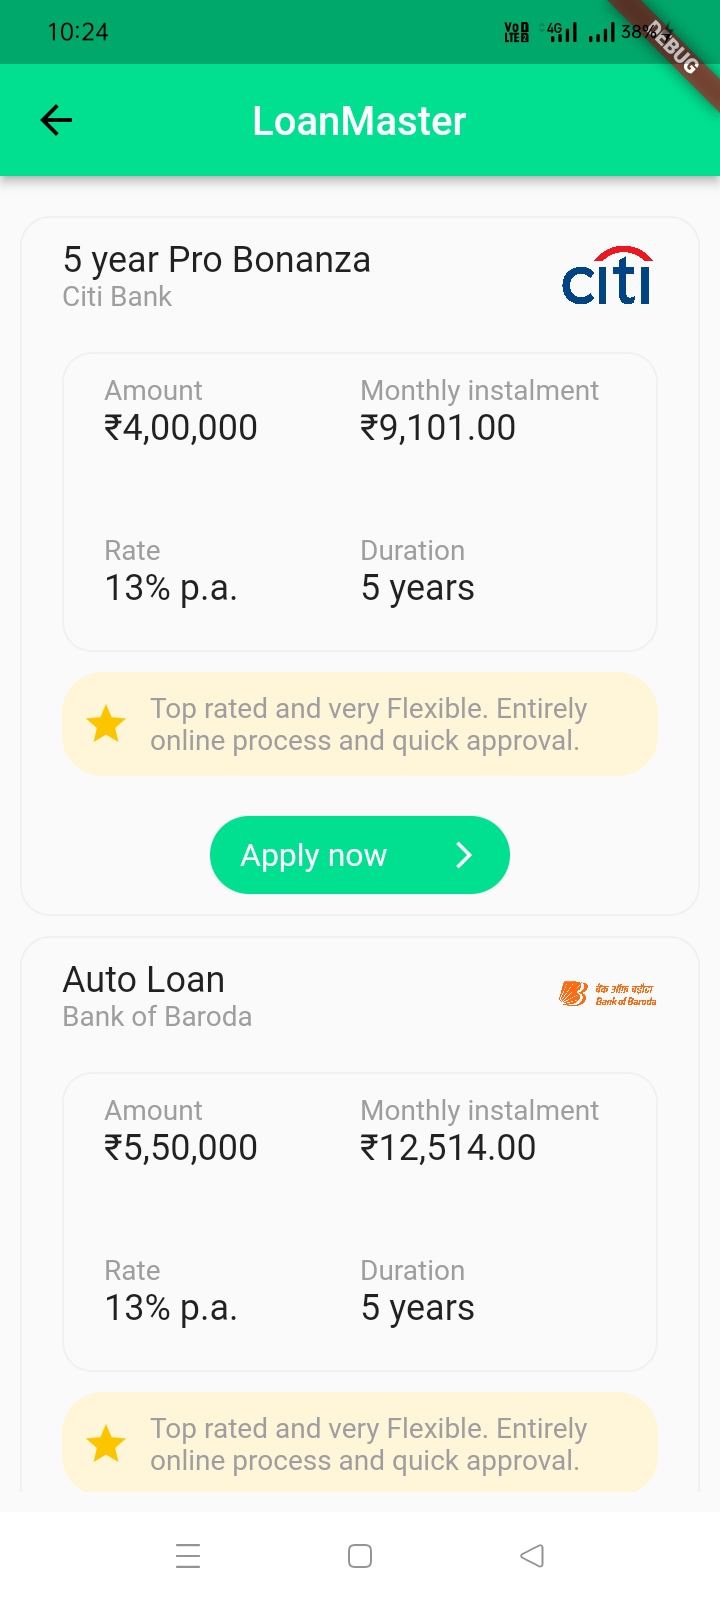 10:24
VoD LTE2 4G 38%
DEBUG
LoanMaster
5 year Pro Bonanza
Citi Bank
citi
Amount
₹4,00,000
Monthly instalment
₹9,101.00
Rate
13% p.a.
Duration
5 years
Top rated and very Flexible. Entirely
online process and quick approval.
Apply now
Auto Loan
Bank of Baroda
बैंक ऑफ़ बड़ौदा
Bank of Baroda
Amount
₹5,50,000
Monthly instalment
₹12,514.00
Rate
13% p.a.
Duration
5 years
Top rated and very Flexible. Entirely
online process and quick approval.